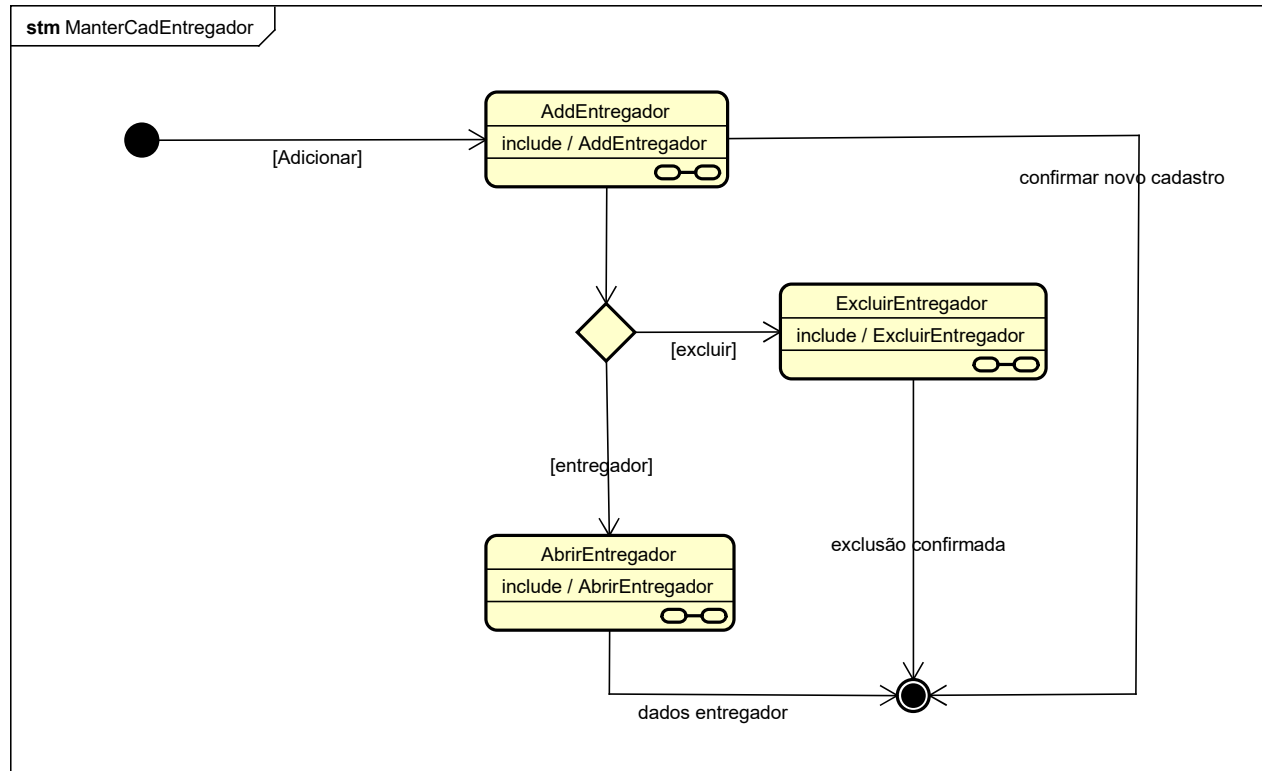 stm ManterCadEntregador
AddEntregador
include / AddEntregador
[Adicionar]
confirmar novo cadastro
ExcluirEntregador
include / ExcluirEntregador
[excluir]
[entregador]
AbrirEntregador
include / AbrirEntregador
exclusão confirmada
dados entregador